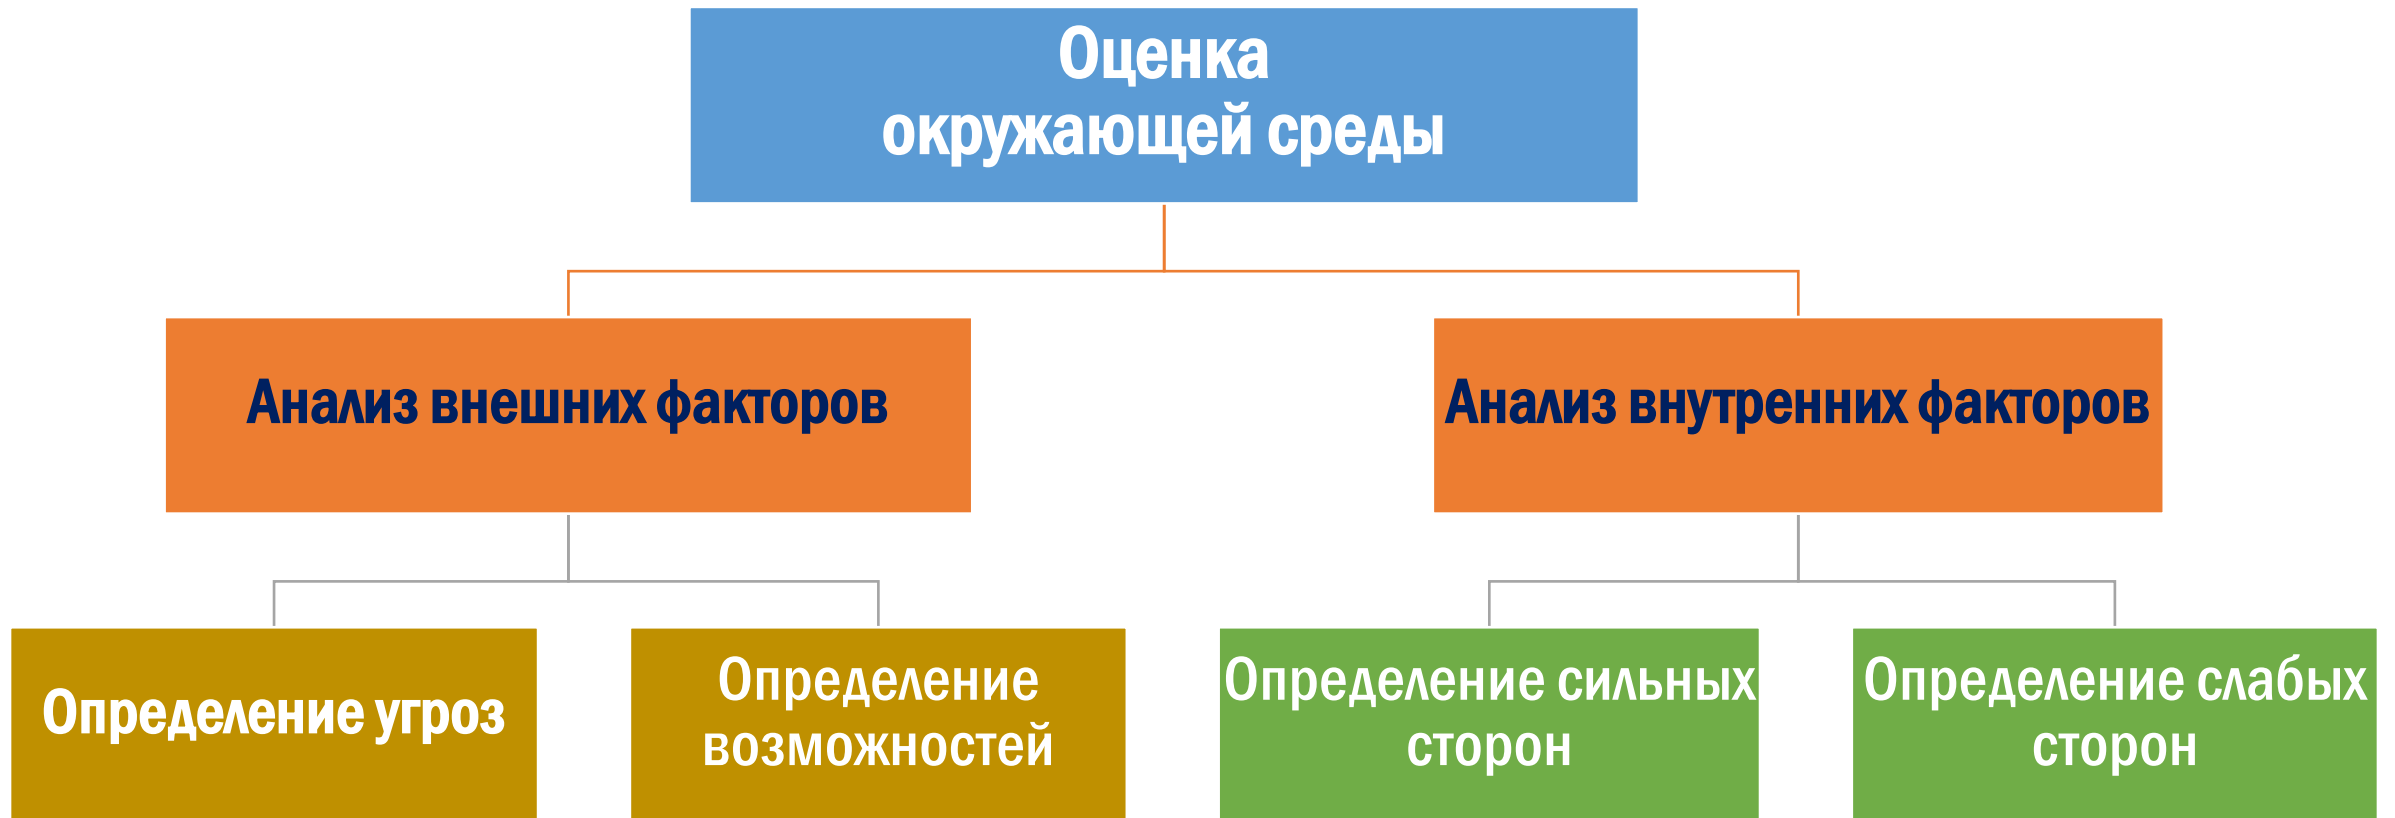 Оценка
окружающей среды
Анализ внешних факторов
Анализ внутренних факторов
Определение угроз
Определение
возможностей
Определение сильных
сторон
Определение слабых
сторон